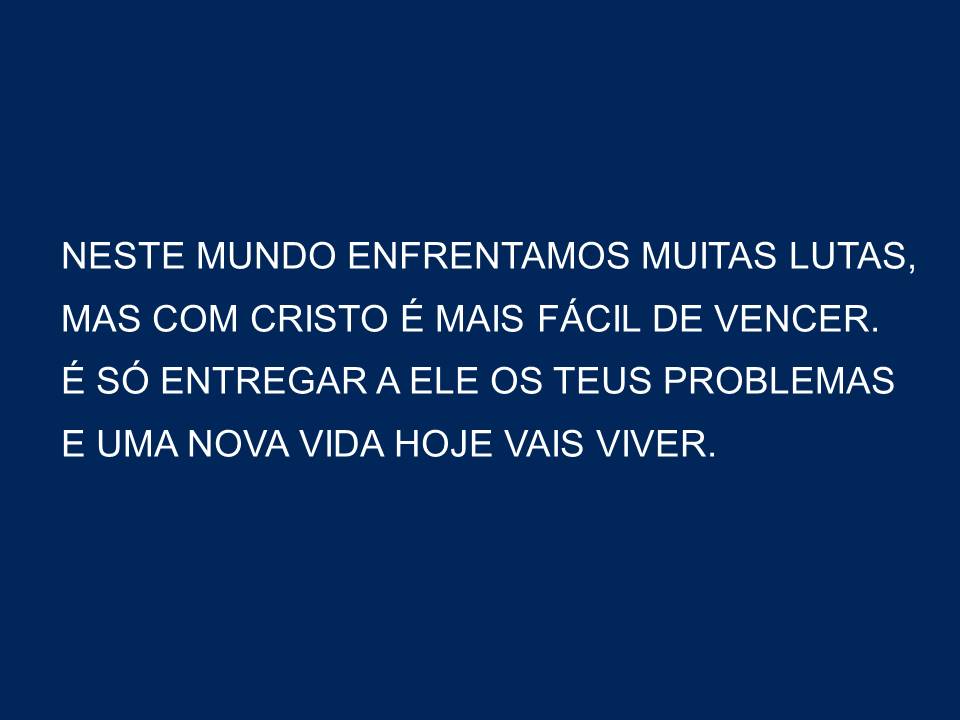 NESTE MUNDO ENFRENTAMOS MUITAS LUTAS,
MAS COM CRISTO É MAIS FÁCIL DE VENCER.
É SÓ ENTREGAR A ELE OS TEUS PROBLEMAS
E UMA NOVA VIDA HOJE VAIS VIVER.